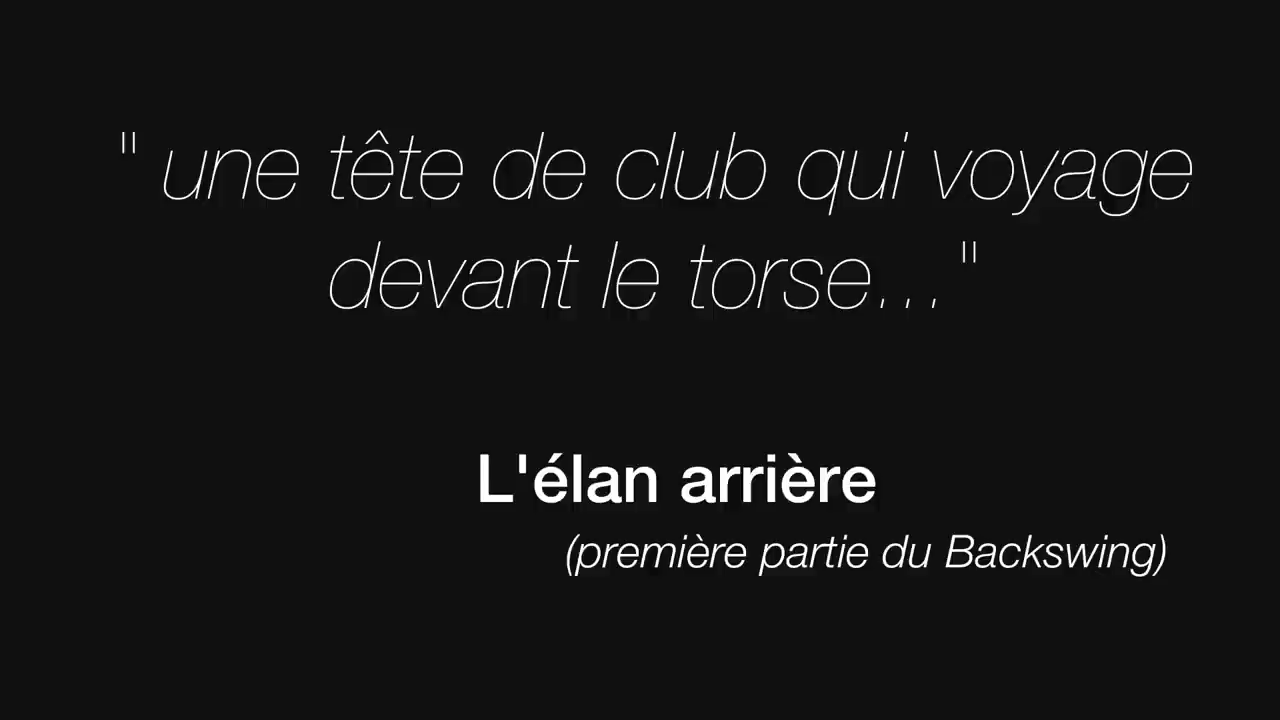 " une tête de club qui voyage
devant le torse..."
L'élan arrière
(première partie du Backswing)